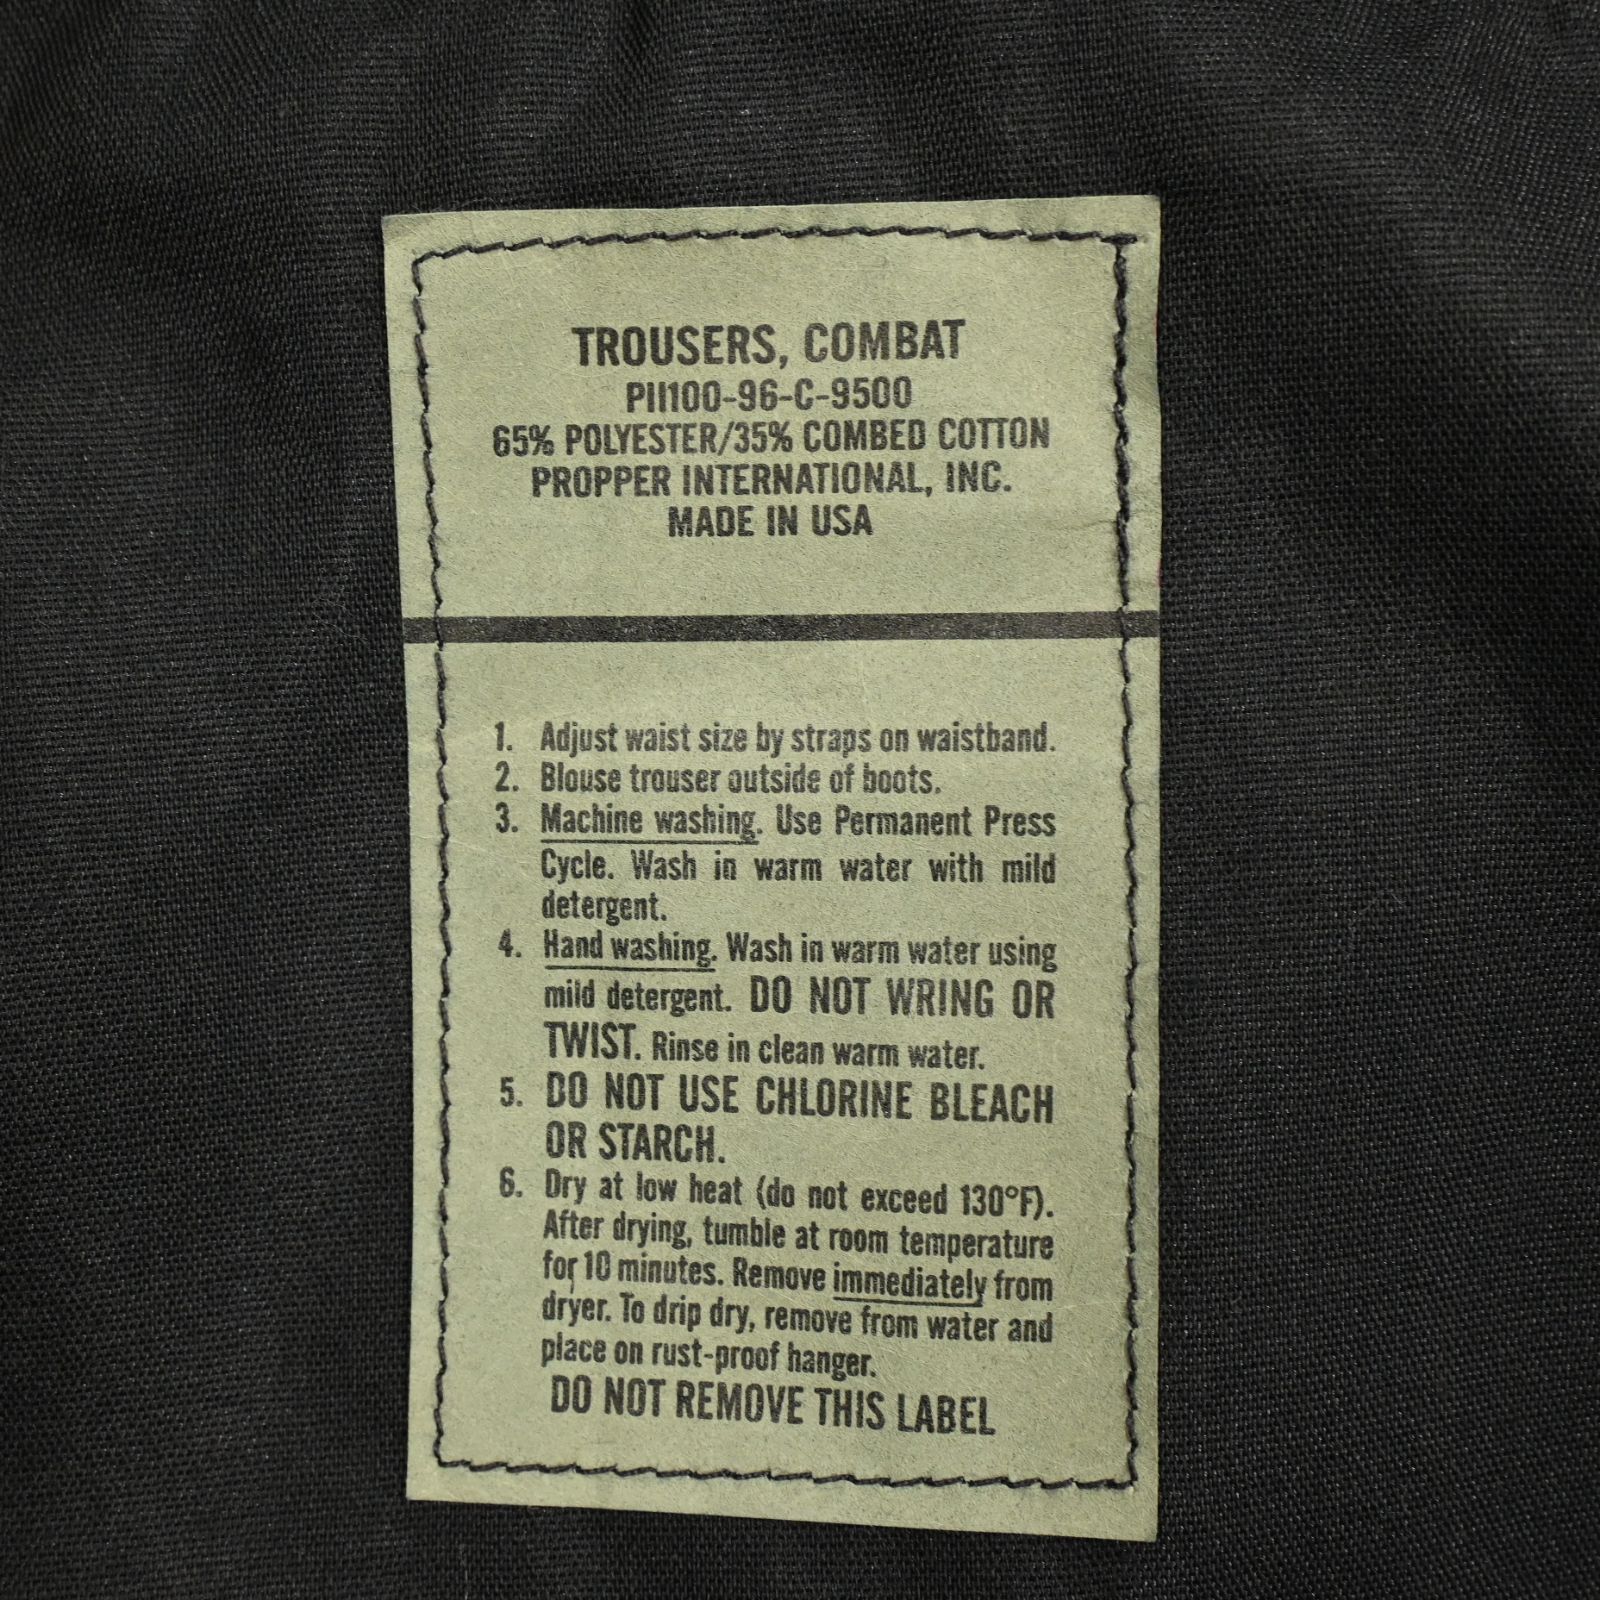 TROUSERS, COMBAT
PII100-96-C-9500
65% POLYESTER/35% COMBED COTTON
PROPPER INTERNATIONAL, INC.
MADE IN USA
1. Adjust waist size by straps on waistband.
2. Blouse trouser outside of boots.
3. Machine washing. Use Permanent Press
Cycle. Wash in warm water with mild
detergent.
4. Hand washing. Wash in warm water using
mild detergent. DO NOT WRING OR
TWIST. Rinse in clean warm water.
5. DO NOT USE CHLORINE BLEACH
OR STARCH.
6. Dry at low heat (do not exceed 130°F).
After drying, tumble at room temperature
for 10 minutes. Remove immediately from
dryer. To drip dry, remove from water and
place on rust-proof hanger.
DO NOT REMOVE THIS LABEL